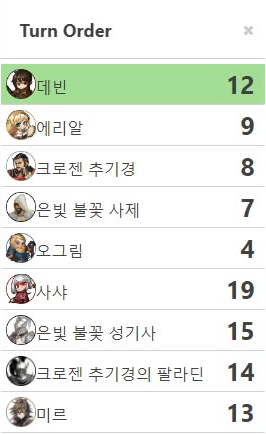 Turn Order ×
데빈 12
에리알 9
크로젠 추기경 8
은빛 불꽃 사제 7
오그림 4
사샤 19
은빛 불꽃 성기사 15
크로젠 추기경의 팔라딘 14
미르 13